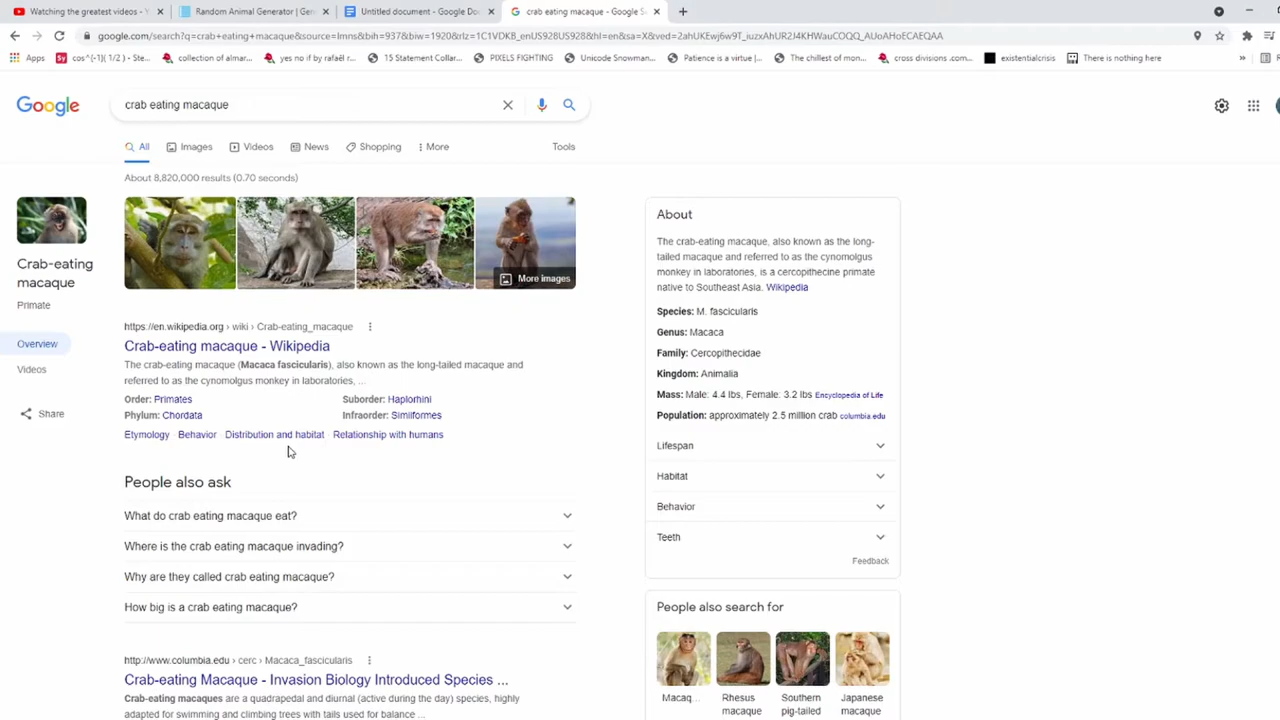 Watching the greatest videos - Y
Random Animal Generator | Gen
Untitled document - Google Do
crab eating macaque - Google S
google.com/search?q=crab+eating+macaque&source=lmns&bih=937&biw=1920&rlz=1C1VDKB_enUS928US928&hl=en&sa=X&ved=2ahUKEwj6w9T_iuzxAhUR2J4KHWauCOQQ_AUoAHoECAEQAA
Apps
cos^{-1}( 1/2 ) - Ste...
collection of almar...
yes no if by rafaël r...
15 Statement Collar...
PIXELS FIGHTING
Unicode Snowman...
Patience is a virtue |...
The chillest of mon...
cross divisions .com...
existentialcrisis
There is nothing here
Google
crab eating macaque
All
Images
Videos
News
Shopping
More
Tools
About 8,820,000 results (0.70 seconds)
Crab-eating
macaque
Primate
Overview
Videos
Share
More images
https://en.wikipedia.org › wiki › Crab-eating_macaque
Crab-eating macaque - Wikipedia
The crab-eating macaque (Macaca fascicularis), also known as the long-tailed macaque and
referred to as the cynomolgus monkey in laboratories, ...
Order: Primates
Suborder: Haplorhini
Phylum: Chordata
Infraorder: Simiiformes
Etymology · Behavior · Distribution and habitat · Relationship with humans
People also ask
What do crab eating macaque eat?
Where is the crab eating macaque invading?
Why are they called crab eating macaque?
How big is a crab eating macaque?
http://www.columbia.edu › cerc › Macaca_fascicularis
Crab-eating Macaque - Invasion Biology Introduced Species ...
Crab-eating macaques are a quadrapedal and diurnal (active during the day) species, highly
adapted for swimming and climbing trees with tails used for balance ...
About
The crab-eating macaque, also known as the long-
tailed macaque and referred to as the cynomolgus
monkey in laboratories, is a cercopithecine primate
native to Southeast Asia. Wikipedia
Species: M. fascicularis
Genus: Macaca
Family: Cercopithecidae
Kingdom: Animalia
Mass: Male: 4.4 lbs, Female: 3.2 lbs Encyclopedia of Life
Population: approximately 2.5 million crab columbia.edu
Lifespan
Habitat
Behavior
Teeth
Feedback
People also search for
Macaq...
Rhesus
macaque
Southern
pig-tailed
Japanese
macaque